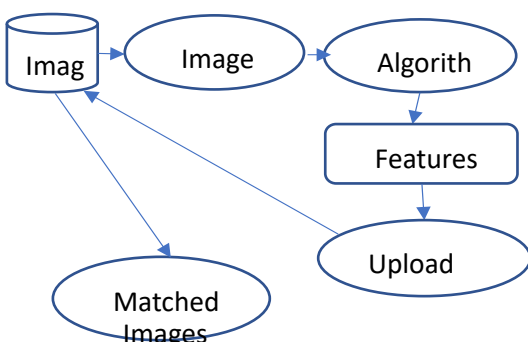 Imag
Image
Algorith
Features
Upload
Matched
Images